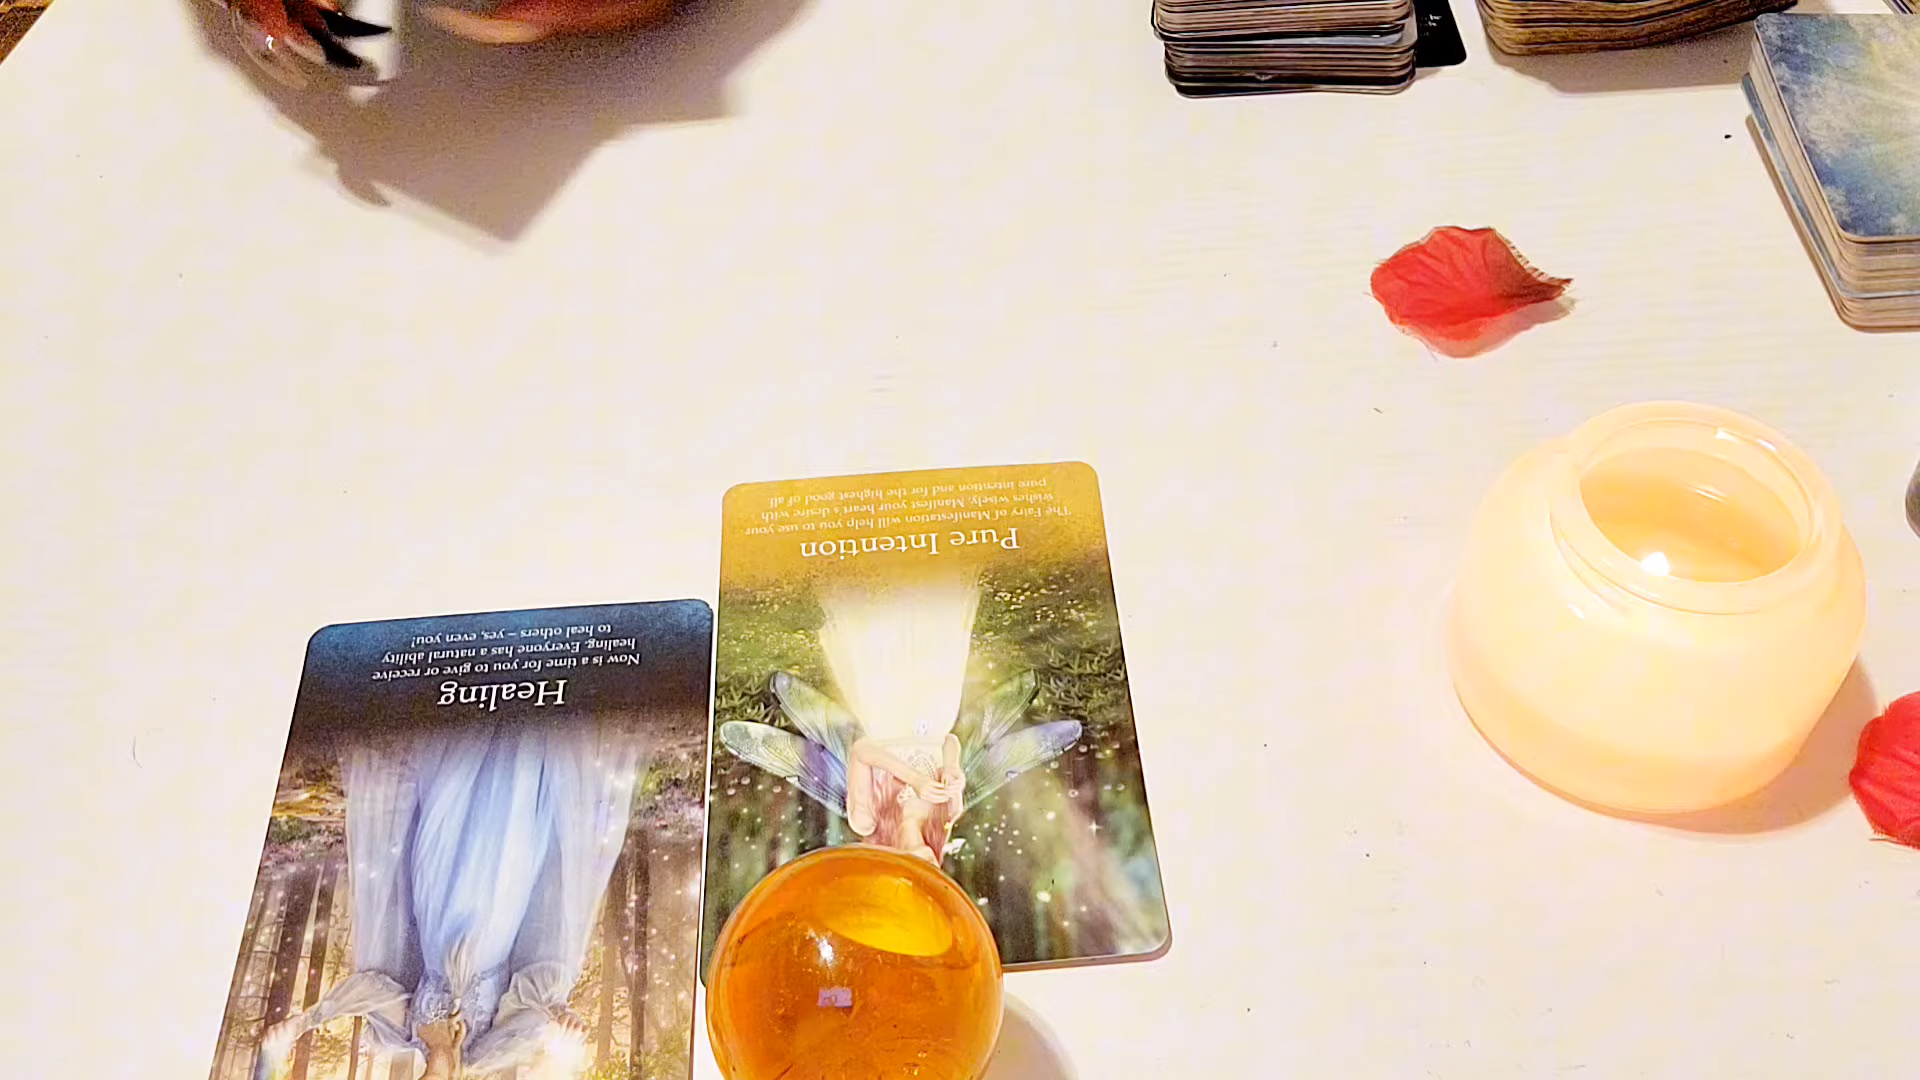 Pure Intention
The Fairy of Manifestation will help you to use your
wishes wisely. Manifest your heart's desire with
pure intention and for the highest good of all.
Healing
Now is a time for you to give or receive
healing. Everyone has a natural ability
to heal others – yes, even you!